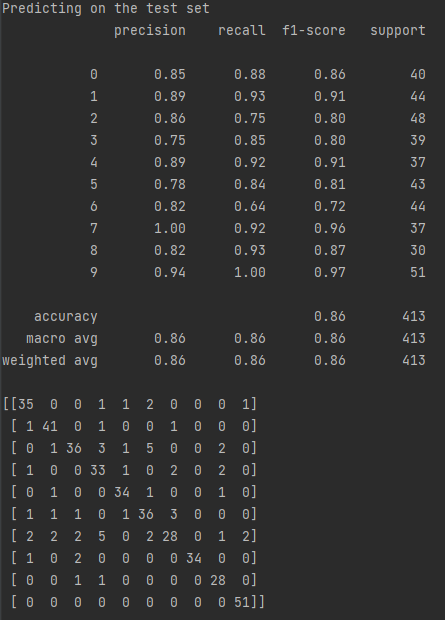 Predicting on the test set
              precision    recall  f1-score   support

           0       0.85      0.88      0.86        40
           1       0.89      0.93      0.91        44
           2       0.86      0.75      0.80        48
           3       0.75      0.85      0.80        39
           4       0.89      0.92      0.91        37
           5       0.78      0.84      0.81        43
           6       0.82      0.64      0.72        44
           7       1.00      0.92      0.96        37
           8       0.82      0.93      0.87        30
           9       0.94      1.00      0.97        51

    accuracy                           0.86       413
   macro avg       0.86      0.86      0.86       413
weighted avg       0.86      0.86      0.86       413

[[35  0  0  1  1  2  0  0  0  1]
 [ 1 41  0  1  0  0  1  0  0  0]
 [ 0  1 36  3  1  5  0  0  2  0]
 [ 1  0  0 33  1  0  2  0  2  0]
 [ 0  1  0  0 34  1  0  0  1  0]
 [ 1  1  1  0  1 36  3  0  0  0]
 [ 2  2  2  5  0  2 28  0  1  2]
 [ 1  0  2  0  0  0  0 34  0  0]
 [ 0  0  1  1  0  0  0  0 28  0]
 [ 0  0  0  0  0  0  0  0  0 51]]